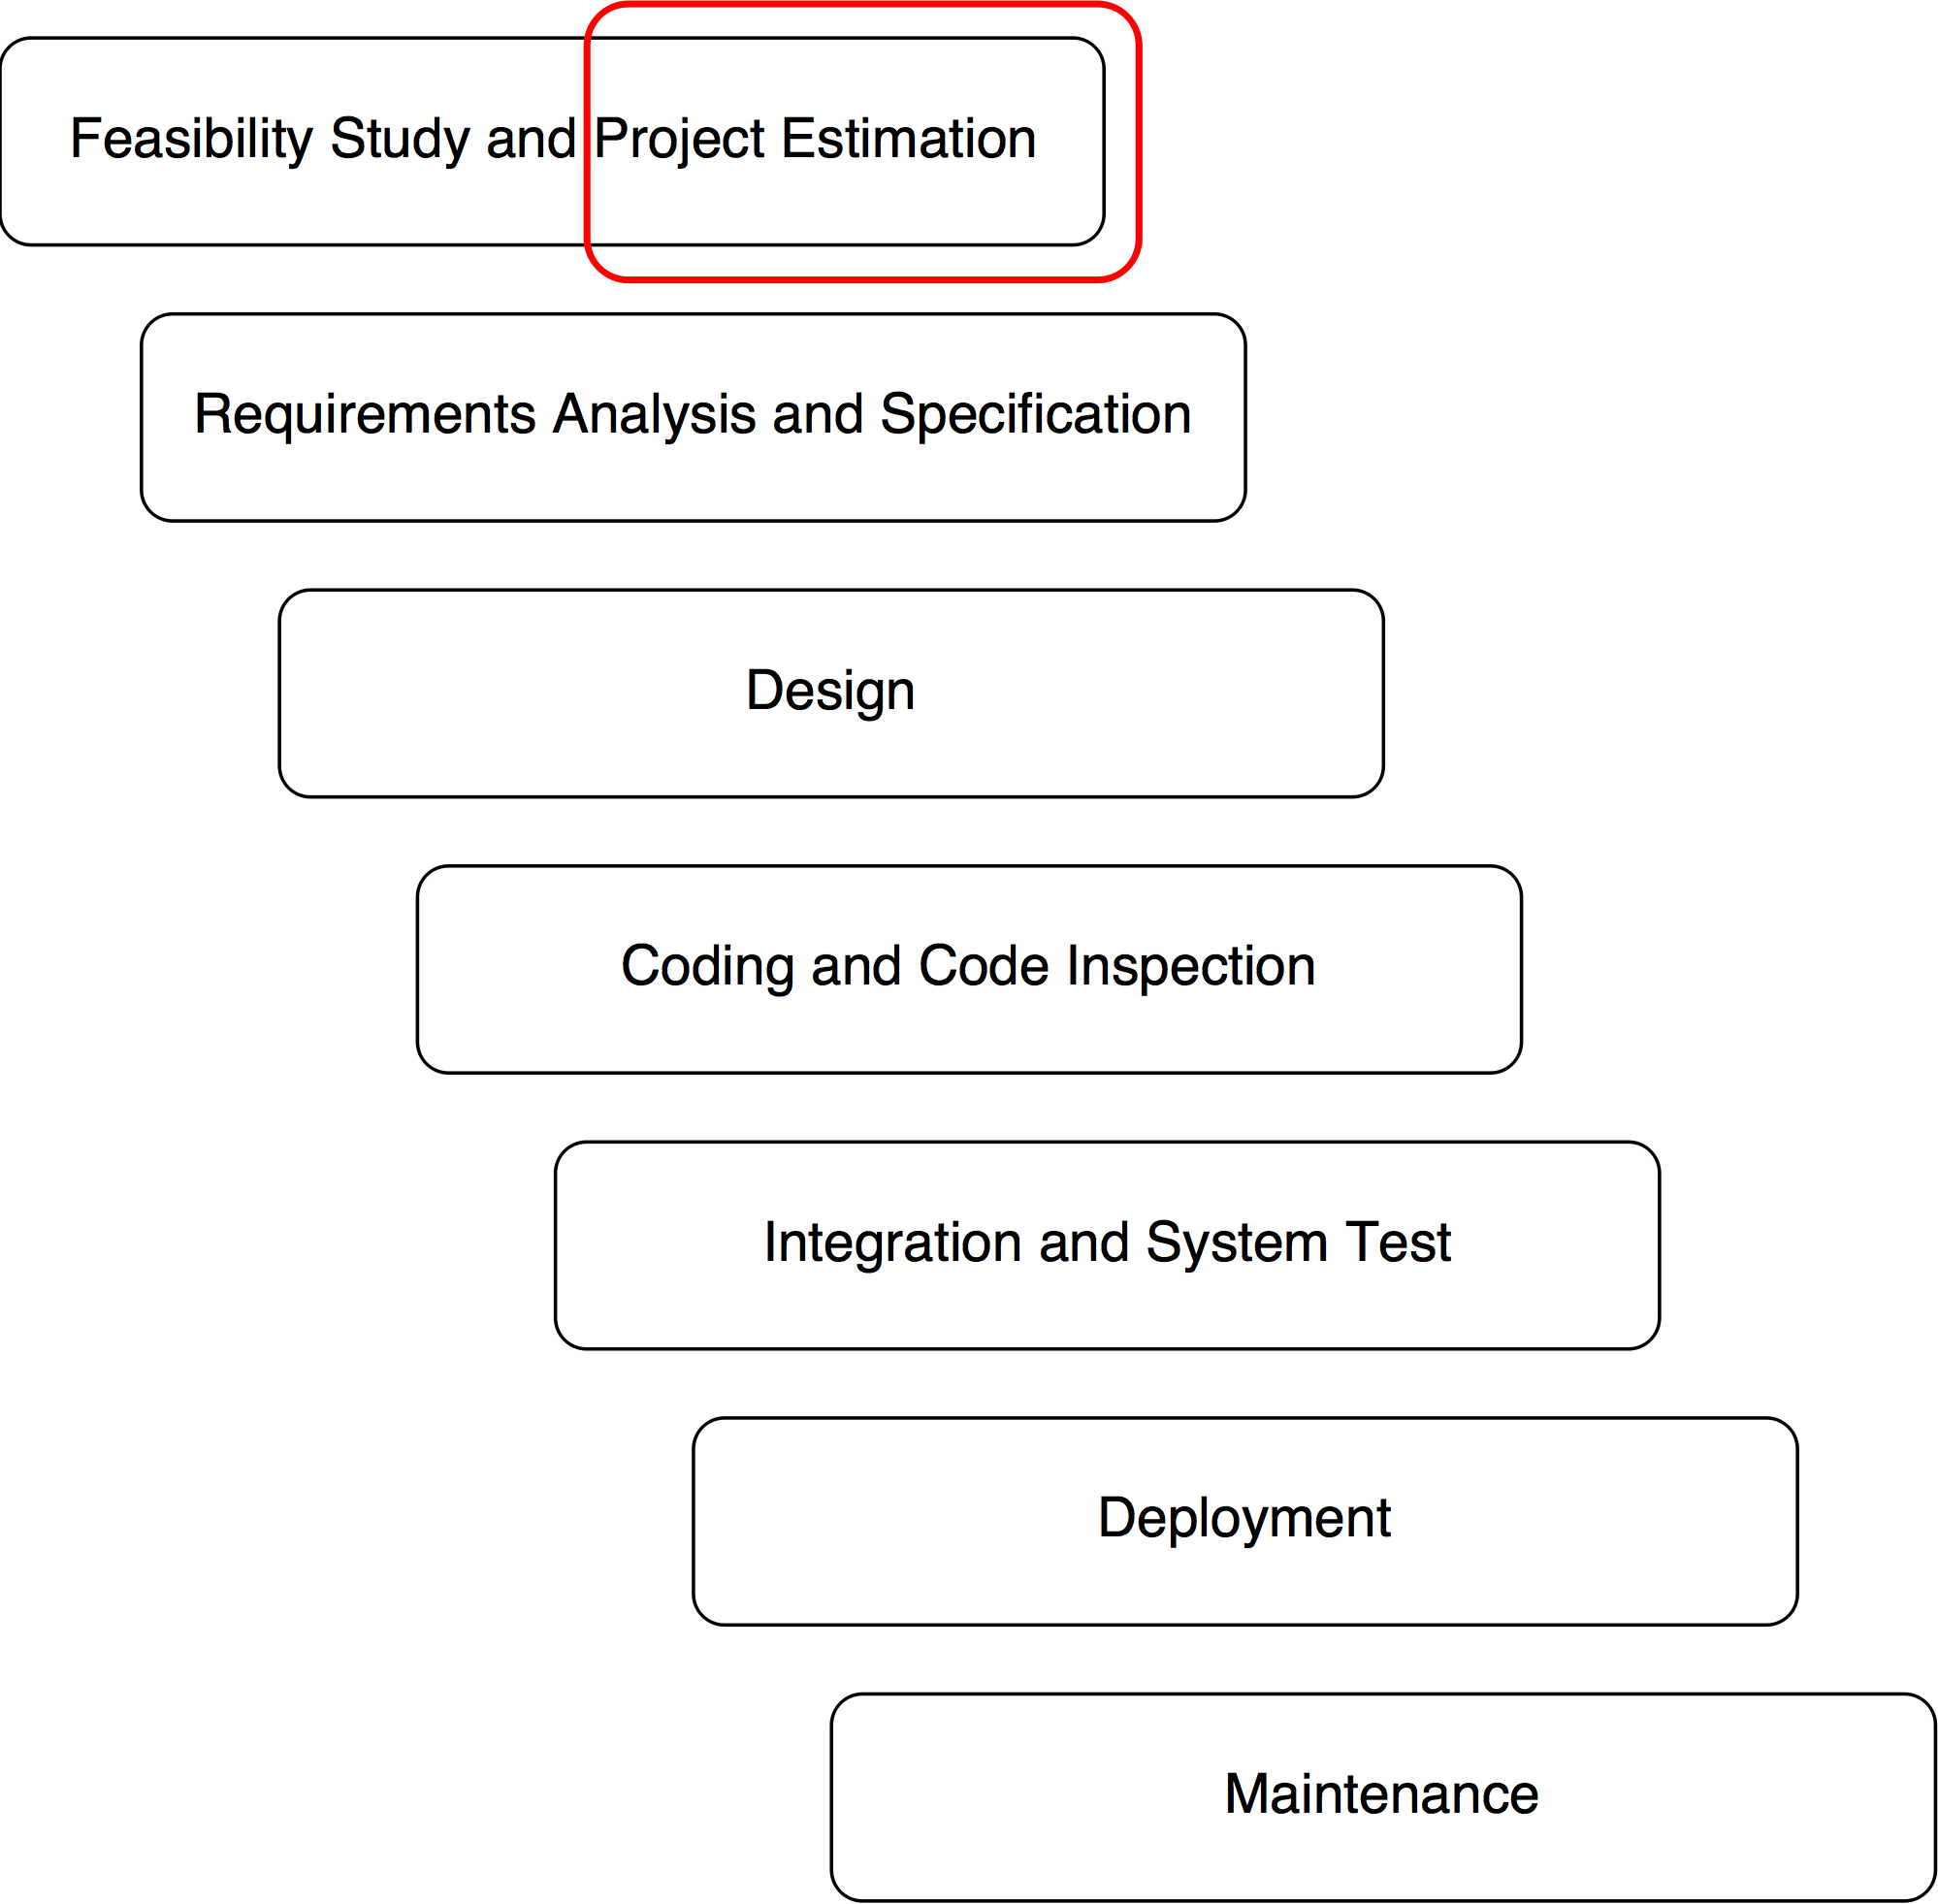 Feasibility Study and Project Estimation
Requirements Analysis and Specification
Design
Coding and Code Inspection
Integration and System Test
Deployment
Maintenance